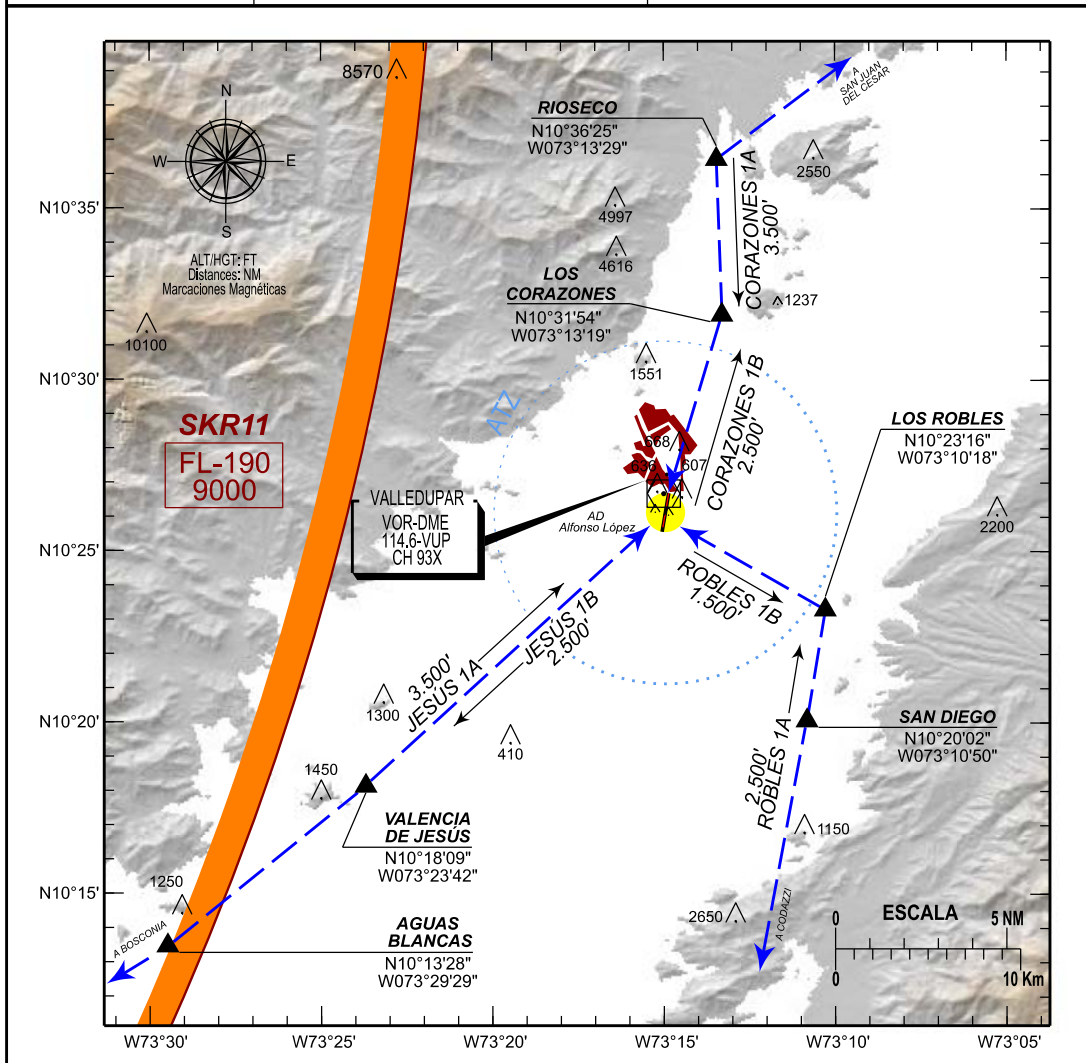 8570
N
W
E
S
ALT/HGT: FT
Distances: NM
Marcaciones Magnéticas
RIOSECO
N10°36'25"
W073°13'29"
A
SAN JUAN
DEL CESAR
2550
4997
4616
CORAZONES 1A
3.500'
LOS
CORAZONES
N10°31'54"
W073°13'19"
1237
10100
1551
ATZ
CORAZONES 1B
2.500'
SKR11
FL-190
9000
668
636
607
VALLEDUPAR
VOR-DME
114.6-VUP
CH 93X
AD
Alfonso López
LOS ROBLES
N10°23'16"
W073°10'18"
2200
ROBLES 1B
1.500'
3.500'
JESÚS 1A
JESÚS 1B
2.500'
1300
410
1450
VALENCIA
DE JESÚS
N10°18'09"
W073°23'42"
SAN DIEGO
N10°20'02"
W073°10'50"
2.500'
ROBLES 1A
1150
2650
A CODAZZI
1250
A BOSCONIA
AGUAS
BLANCAS
N10°13'28"
W073°29'29"
0 ESCALA 5 NM
0 10 Km
N10°35'
N10°30'
N10°25'
N10°20'
N10°15'
W73°30' W73°25' W73°20' W73°15' W73°10' W73°05'